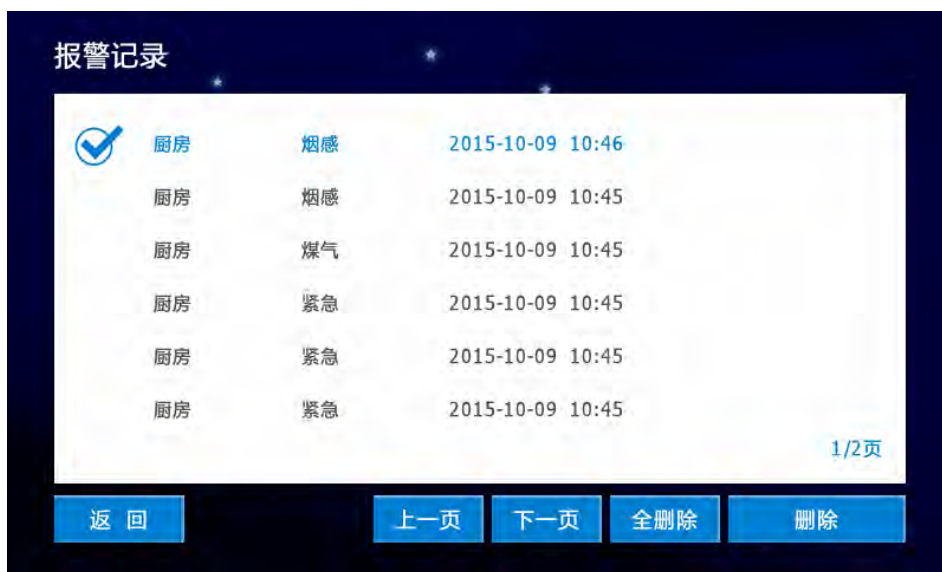 报警记录
厨房 烟感 2015-10-09 10:46
厨房 烟感 2015-10-09 10:45
厨房 煤气 2015-10-09 10:45
厨房 紧急 2015-10-09 10:45
厨房 紧急 2015-10-09 10:45
厨房 紧急 2015-10-09 10:45
1/2页
返 回 上一页 下一页 全删除 删除